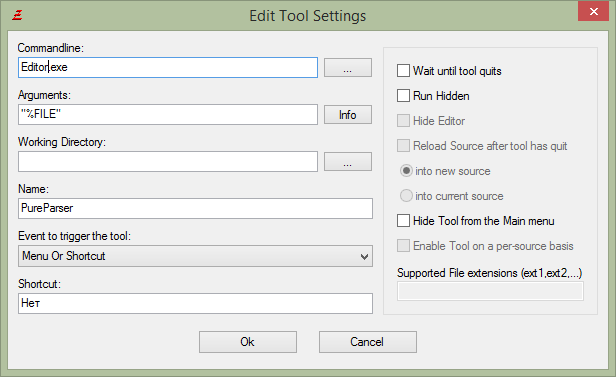 Edit Tool Settings
Commandline:
Editor.exe
...
Arguments:
"%FILE"
Info
Working Directory:
...
Name:
PureParser
Event to trigger the tool:
Menu Or Shortcut
Shortcut:
Нет
Wait until tool quits
Run Hidden
Hide Editor
Reload Source after tool has quit
into new source
into current source
Hide Tool from the Main menu
Enable Tool on a per-source basis
Supported File extensions (ext1,ext2,...)
Ok
Cancel